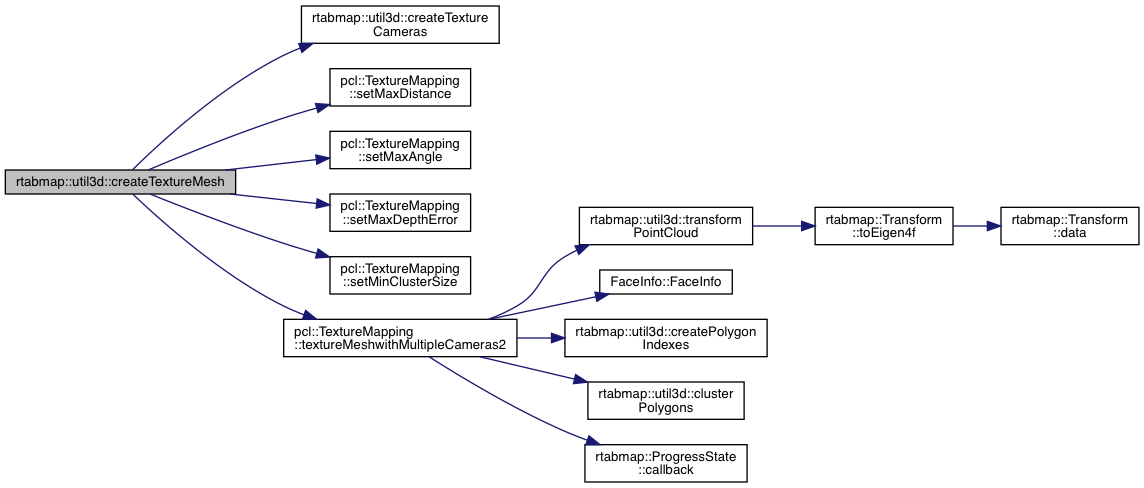 rtabmap::util3d::createTexture
Cameras
pcl::TextureMapping
::setMaxDistance
pcl::TextureMapping
::setMaxAngle
rtabmap::util3d::createTextureMesh
pcl::TextureMapping
::setMaxDepthError
pcl::TextureMapping
::setMinClusterSize
pcl::TextureMapping
::textureMeshwithMultipleCameras2
rtabmap::util3d::transform
PointCloud
rtabmap::Transform
::toEigen4f
rtabmap::Transform
::data
FaceInfo::FaceInfo
rtabmap::util3d::createPolygon
Indexes
rtabmap::util3d::cluster
Polygons
rtabmap::ProgressState
::callback